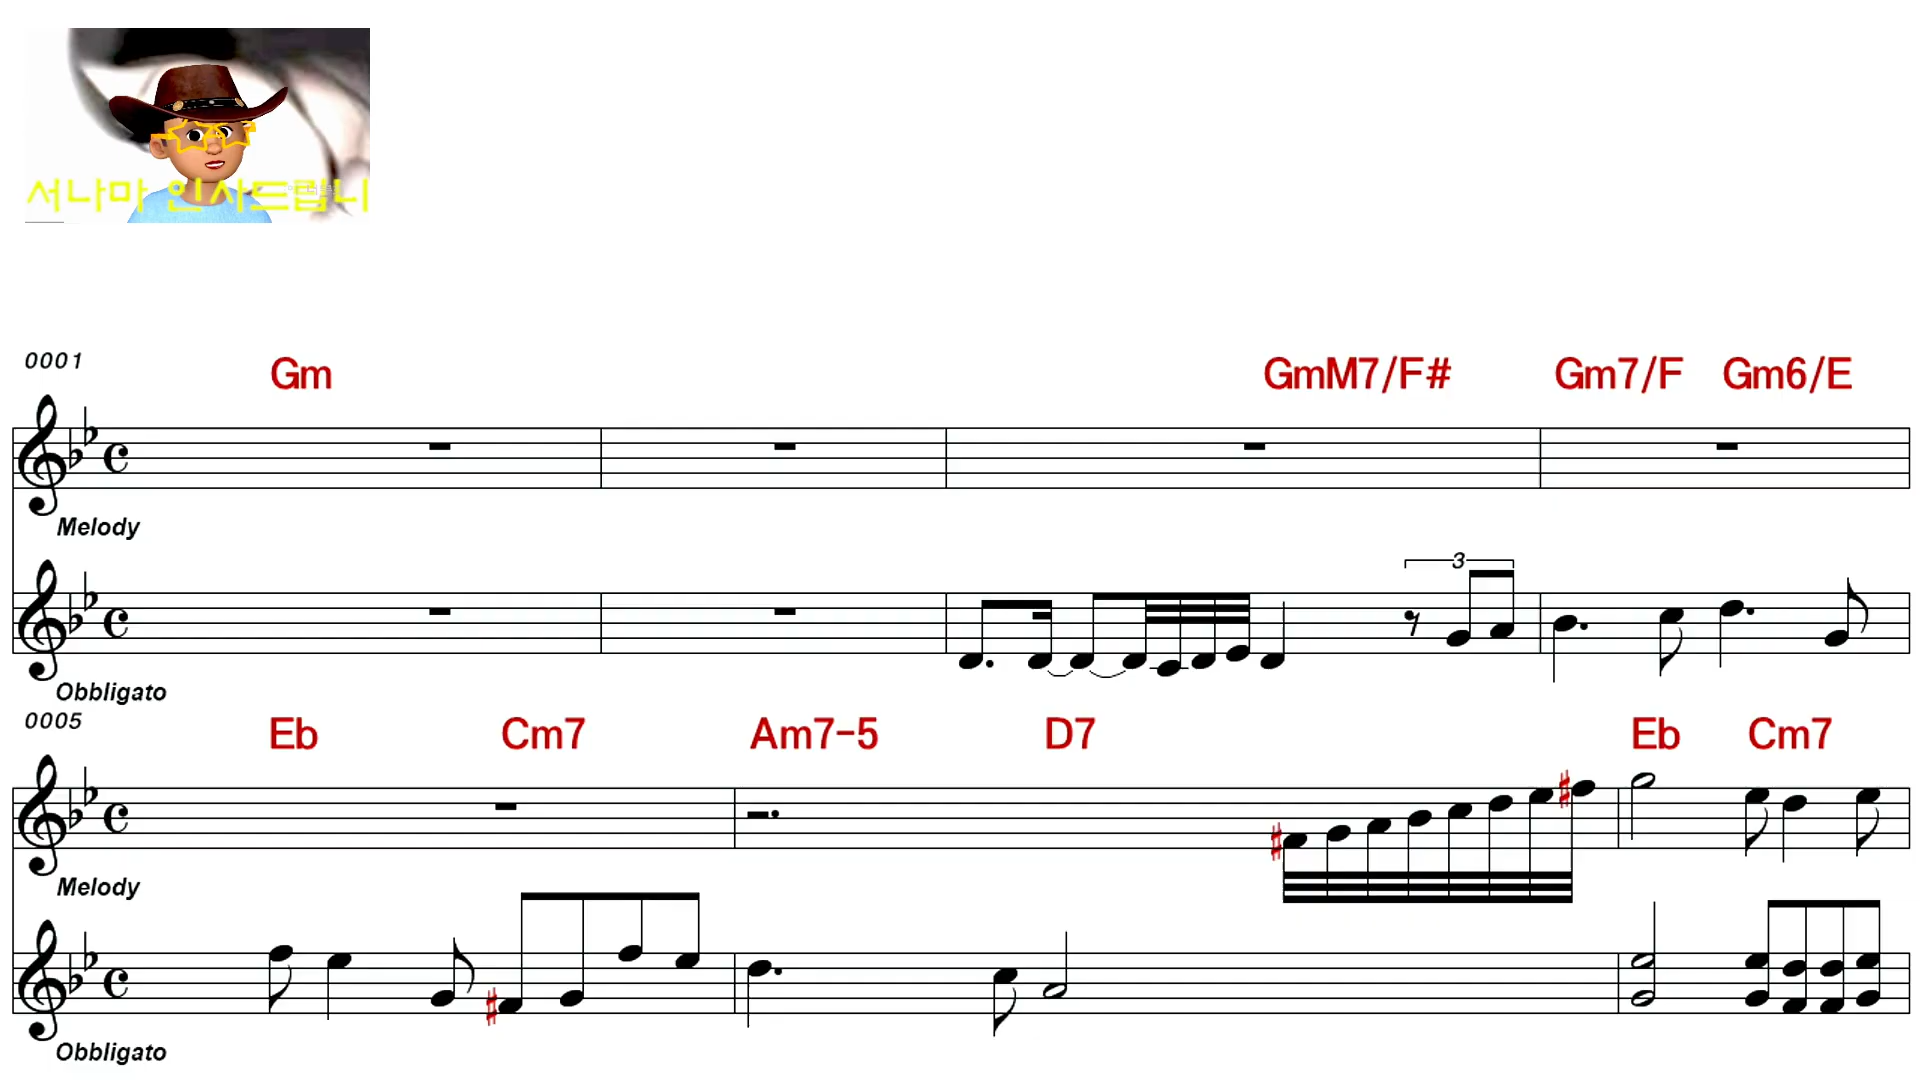 서나마 인사드립니
0001
Gm GmM7/F# Gm7/F Gm6/E
Melody
3
Obbligato
0005
Eb Cm7 Am7-5 D7 Eb Cm7
Melody
Obbligato